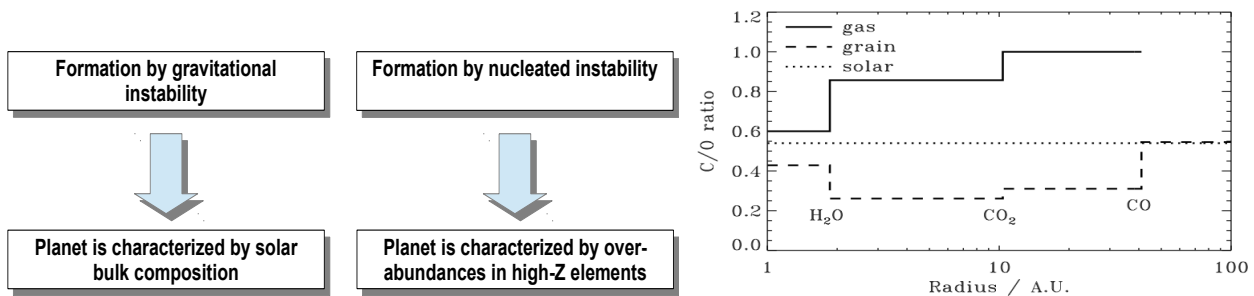 Formation by gravitational
instability
Planet is characterized by solar
bulk composition
Formation by nucleated instability
Planet is characterized by over-
abundances in high-Z elements
C/O ratio
1.2
1.0
0.8
0.6
0.4
0.2
0.0
gas
grain
solar
H₂O
CO₂
CO
1
10
100
Radius / A.U.